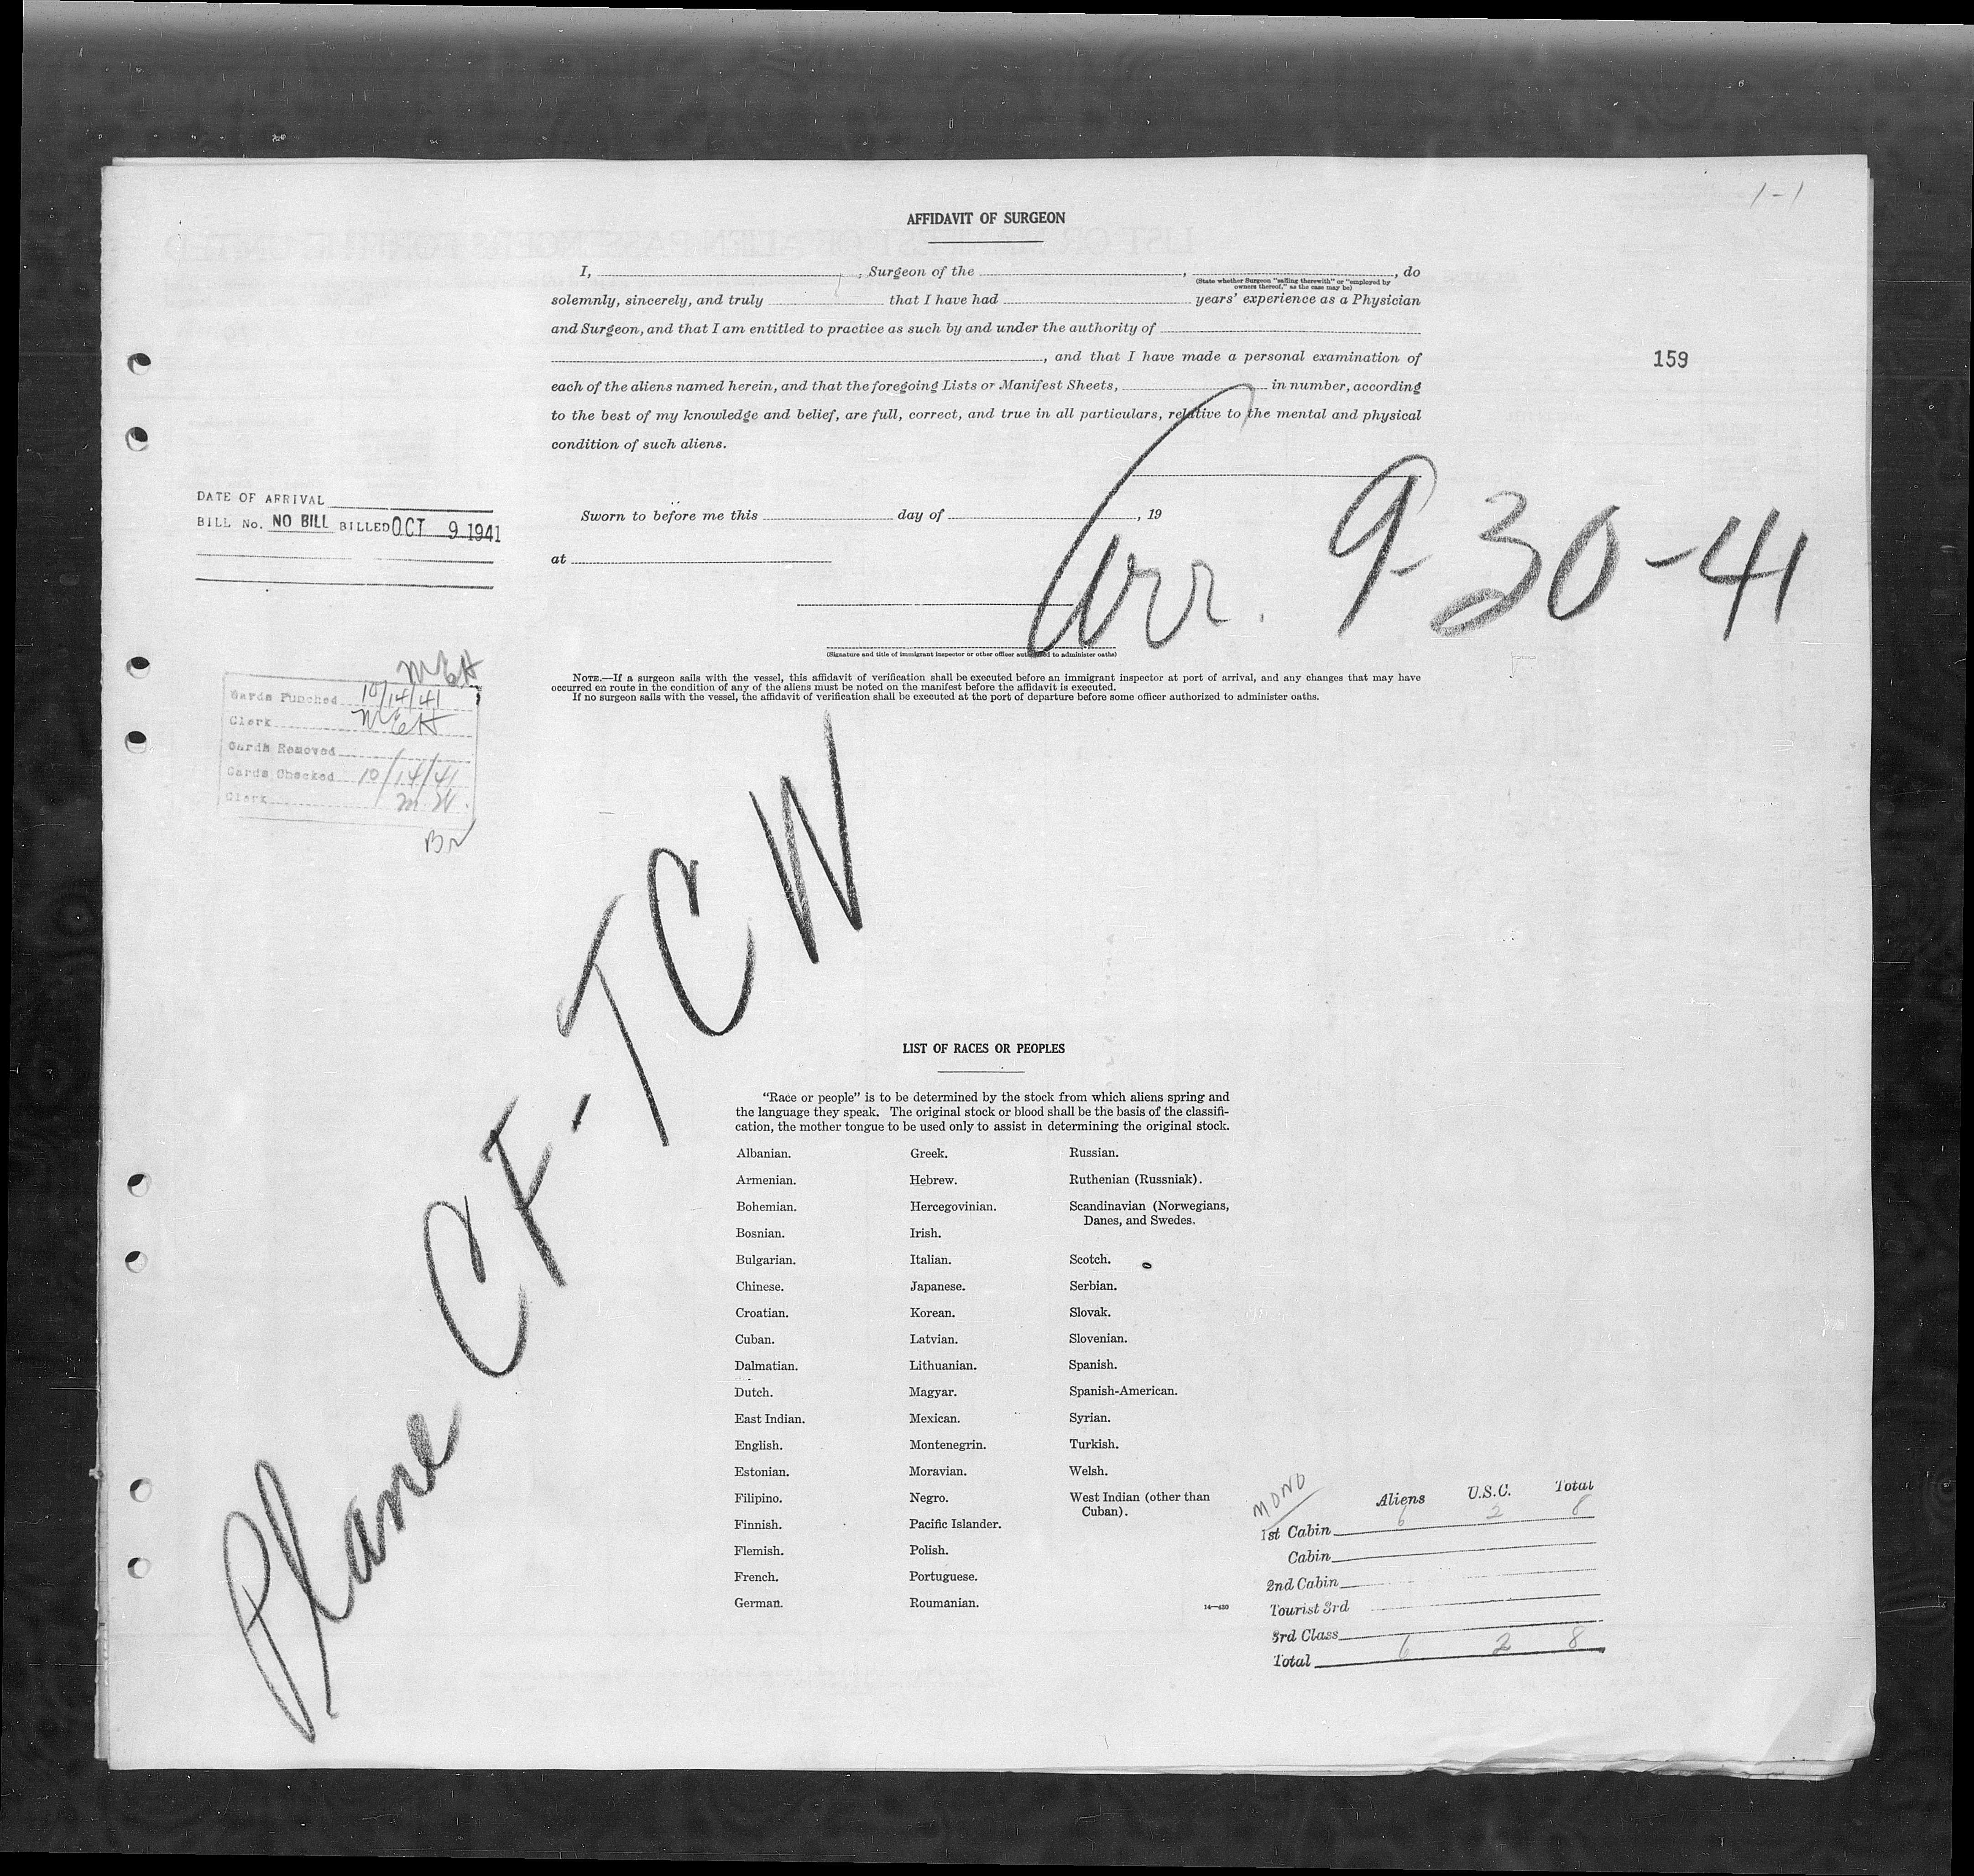 1-1
AFFIDAVIT OF SURGEON
I, , Surgeon of the , , do
(State whether Surgeon "sailing therewith" or "employed by
owners thereof," as the case may be)
solemnly, sincerely, and truly that I have had years' experience as a Physician
and Surgeon, and that I am entitled to practice as such by and under the authority of
, and that I have made a personal examination of
159
each of the aliens named herein, and that the foregoing Lists or Manifest Sheets, in number, according
to the best of my knowledge and belief, are full, correct, and true in all particulars, relative to the mental and physical
condition of such aliens.
DATE OF ARRIVAL
BILL No. NO BILL BILLED OCT 9 1941
Sworn to before me this day of , 19
at
Arr. 9-30-41
(Signature and title of immigrant inspector or other officer authorized to administer oaths)
NOTE.—If a surgeon sails with the vessel, this affidavit of verification shall be executed before an immigrant inspector at port of arrival, and any changes that may have
occurred en route in the condition of any of the aliens must be noted on the manifest before the affidavit is executed.
If no surgeon sails with the vessel, the affidavit of verification shall be executed at the port of departure before some officer authorized to administer oaths.
MEH
Cards Punched 10/14/41
Clerk MEH
Cards Removed
Cards Checked 10/14/41
Clerk M.W.
Plane CF-TCW
LIST OF RACES OR PEOPLES
"Race or people" is to be determined by the stock from which aliens spring and
the language they speak. The original stock or blood shall be the basis of the classifi-
cation, the mother tongue to be used only to assist in determining the original stock.
Albanian. Greek. Russian.
Armenian. Hebrew. Ruthenian (Russniak).
Bohemian. Hercegovinian. Scandinavian (Norwegians,
Danes, and Swedes.
Bosnian. Irish.
Bulgarian. Italian. Scotch.
Chinese. Japanese. Serbian.
Croatian. Korean. Slovak.
Cuban. Latvian. Slovenian.
Dalmatian. Lithuanian. Spanish.
Dutch. Magyar. Spanish-American.
East Indian. Mexican. Syrian.
English. Montenegrin. Turkish.
Estonian. Moravian. Welsh.
Filipino. Negro. West Indian (other than
Cuban).
Finnish. Pacific Islander.
Flemish. Polish.
French. Portuguese.
German. Roumanian.
14—430
MONO
Aliens U.S.C. Total
1st Cabin 6 2 8
Cabin
2nd Cabin
Tourist 3rd
3rd Class
Total 6 2 8